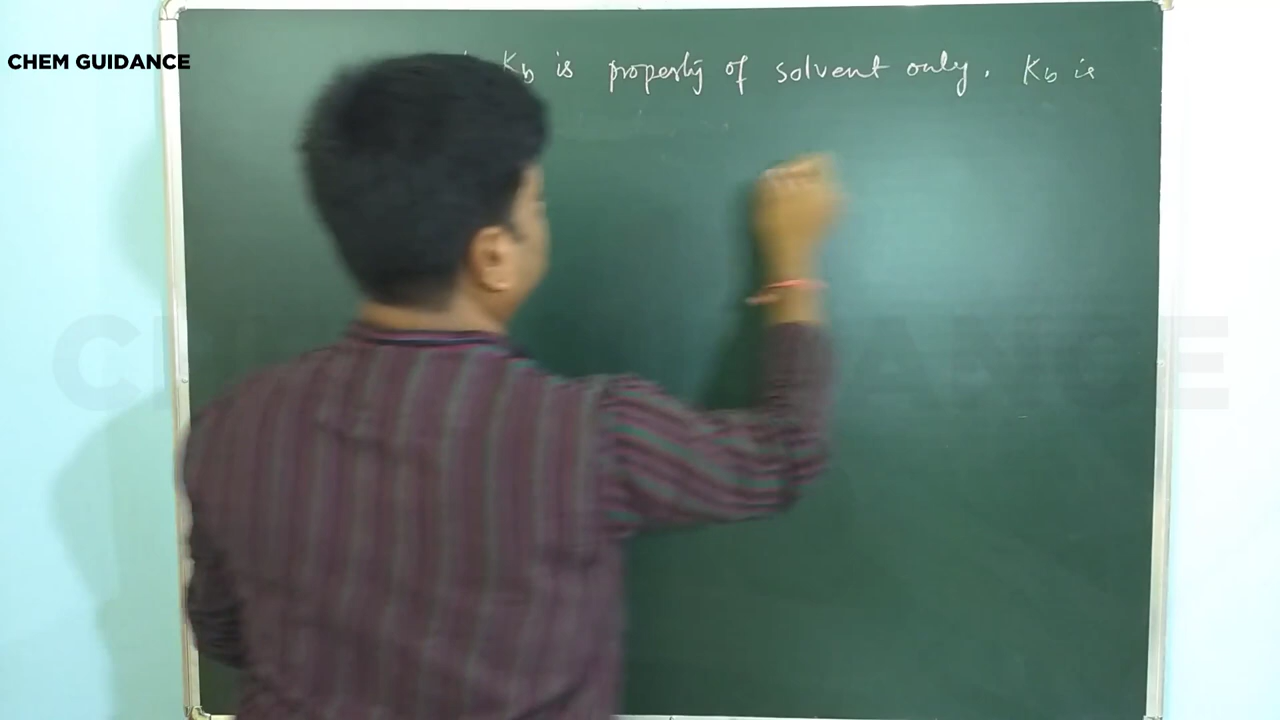 CHEM GUIDANCE
Kb is property of solvent only. Kb is